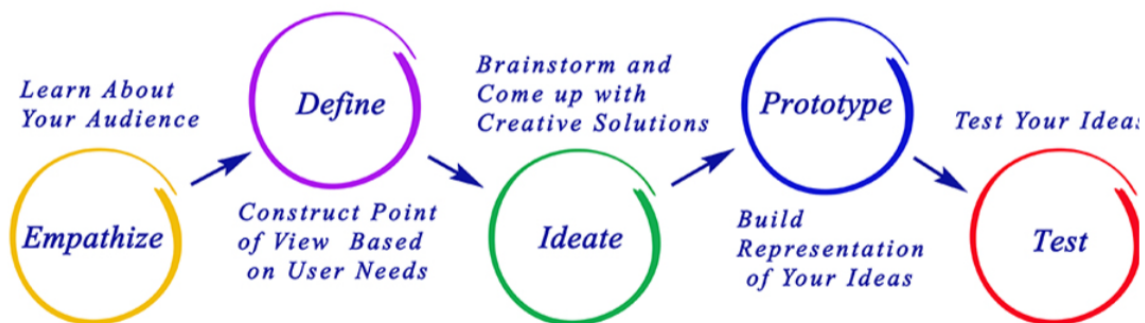 Learn About
Your Audience
Empathize
Define
Construct Point
of View Based
on User Needs
Brainstorm and
Come up with
Creative Solutions
Ideate
Prototype
Build
Representation
of Your Ideas
Test Your Ideas
Test